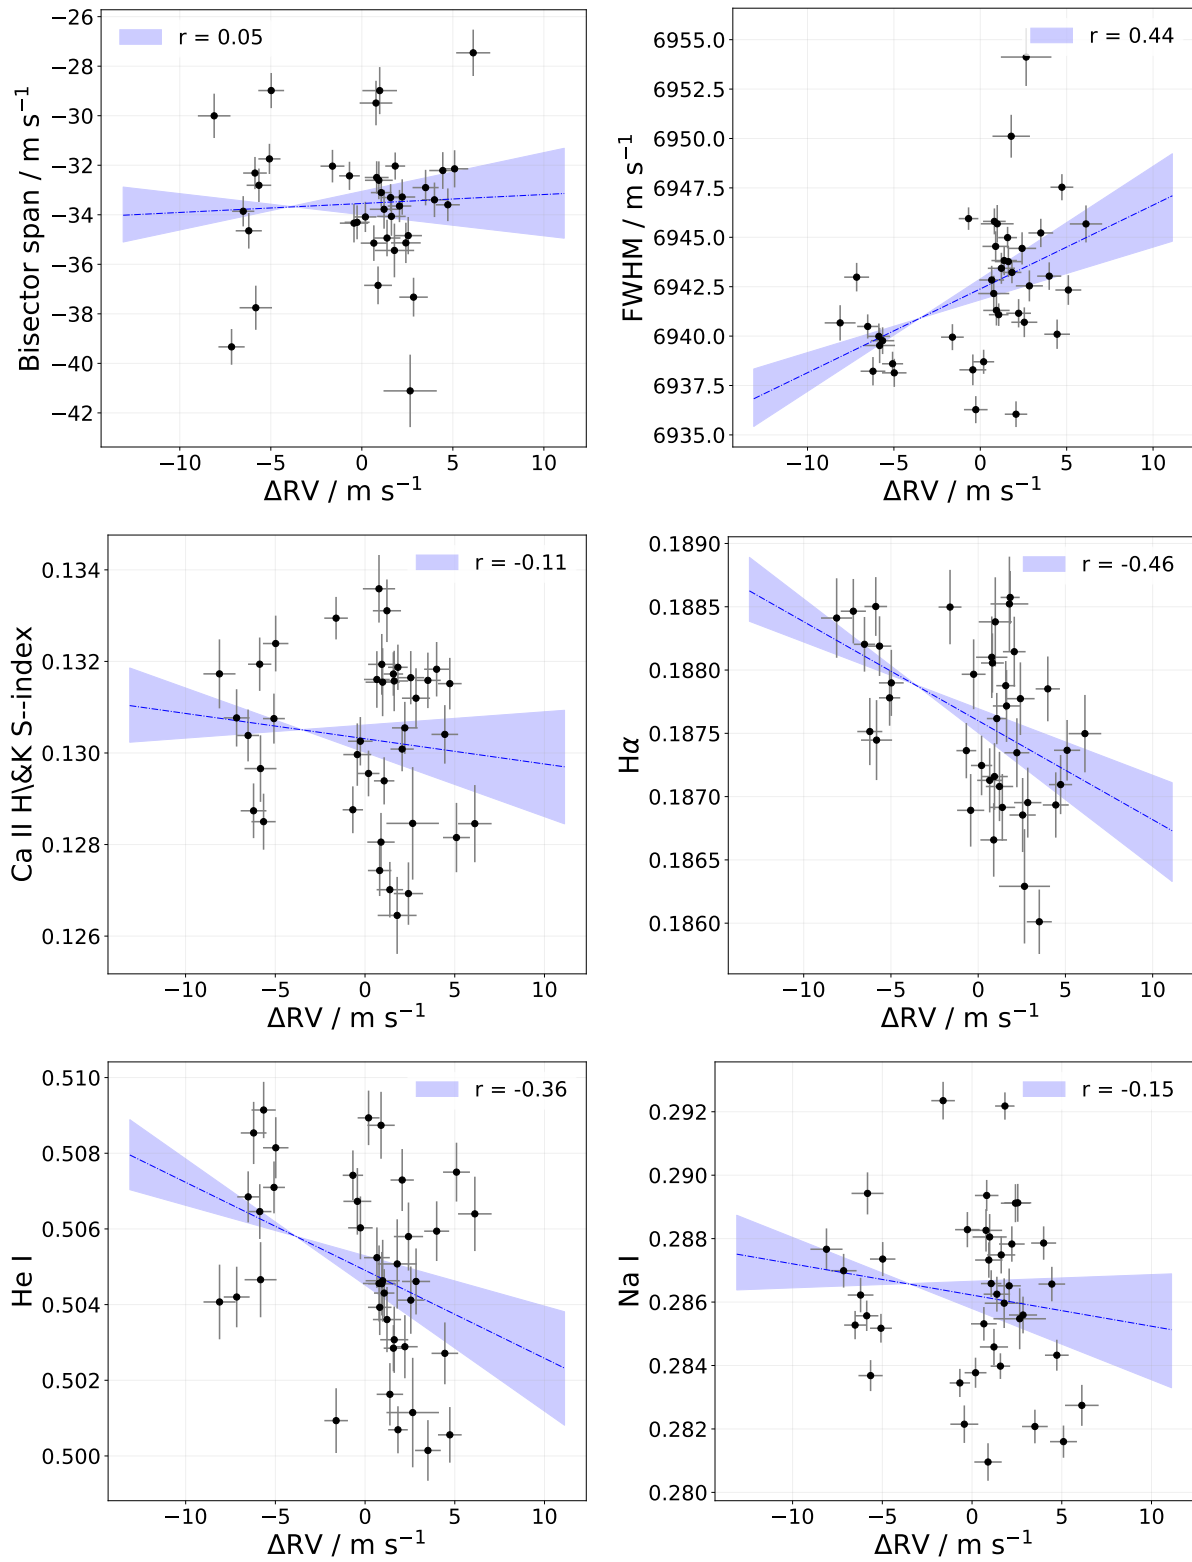 r = 0.05
Bisector span / m s⁻¹
−26
−28
−30
−32
−34
−36
−38
−40
−42
−10 −5 0 5 10
ΔRV / m s⁻¹
r = 0.44
FWHM / m s⁻¹
6955.0
6952.5
6950.0
6947.5
6945.0
6942.5
6940.0
6937.5
6935.0
−10 −5 0 5 10
ΔRV / m s⁻¹
r = -0.11
Ca II H\&K S--index
0.134
0.132
0.130
0.128
0.126
−10 −5 0 5 10
ΔRV / m s⁻¹
r = -0.46
Hα
0.1890
0.1885
0.1880
0.1875
0.1870
0.1865
0.1860
−10 −5 0 5 10
ΔRV / m s⁻¹
r = -0.36
He I
0.510
0.508
0.506
0.504
0.502
0.500
−10 −5 0 5 10
ΔRV / m s⁻¹
r = -0.15
Na I
0.292
0.290
0.288
0.286
0.284
0.282
0.280
−10 −5 0 5 10
ΔRV / m s⁻¹